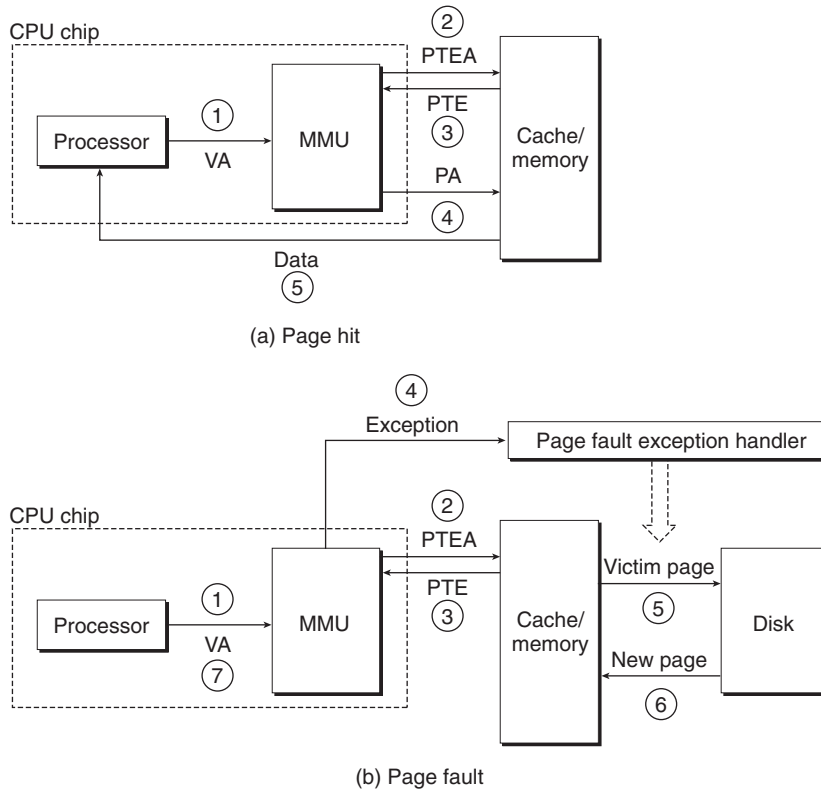 CPU chip
②
PTEA
①
PTE
Processor
MMU
③
Cache/
memory
VA
PA
④
Data
⑤
(a) Page hit
④
Exception
Page fault exception handler
CPU chip
②
PTEA
Victim page
①
PTE
⑤
Processor
MMU
③
Cache/
memory
Disk
VA
⑦
New page
⑥
(b) Page fault